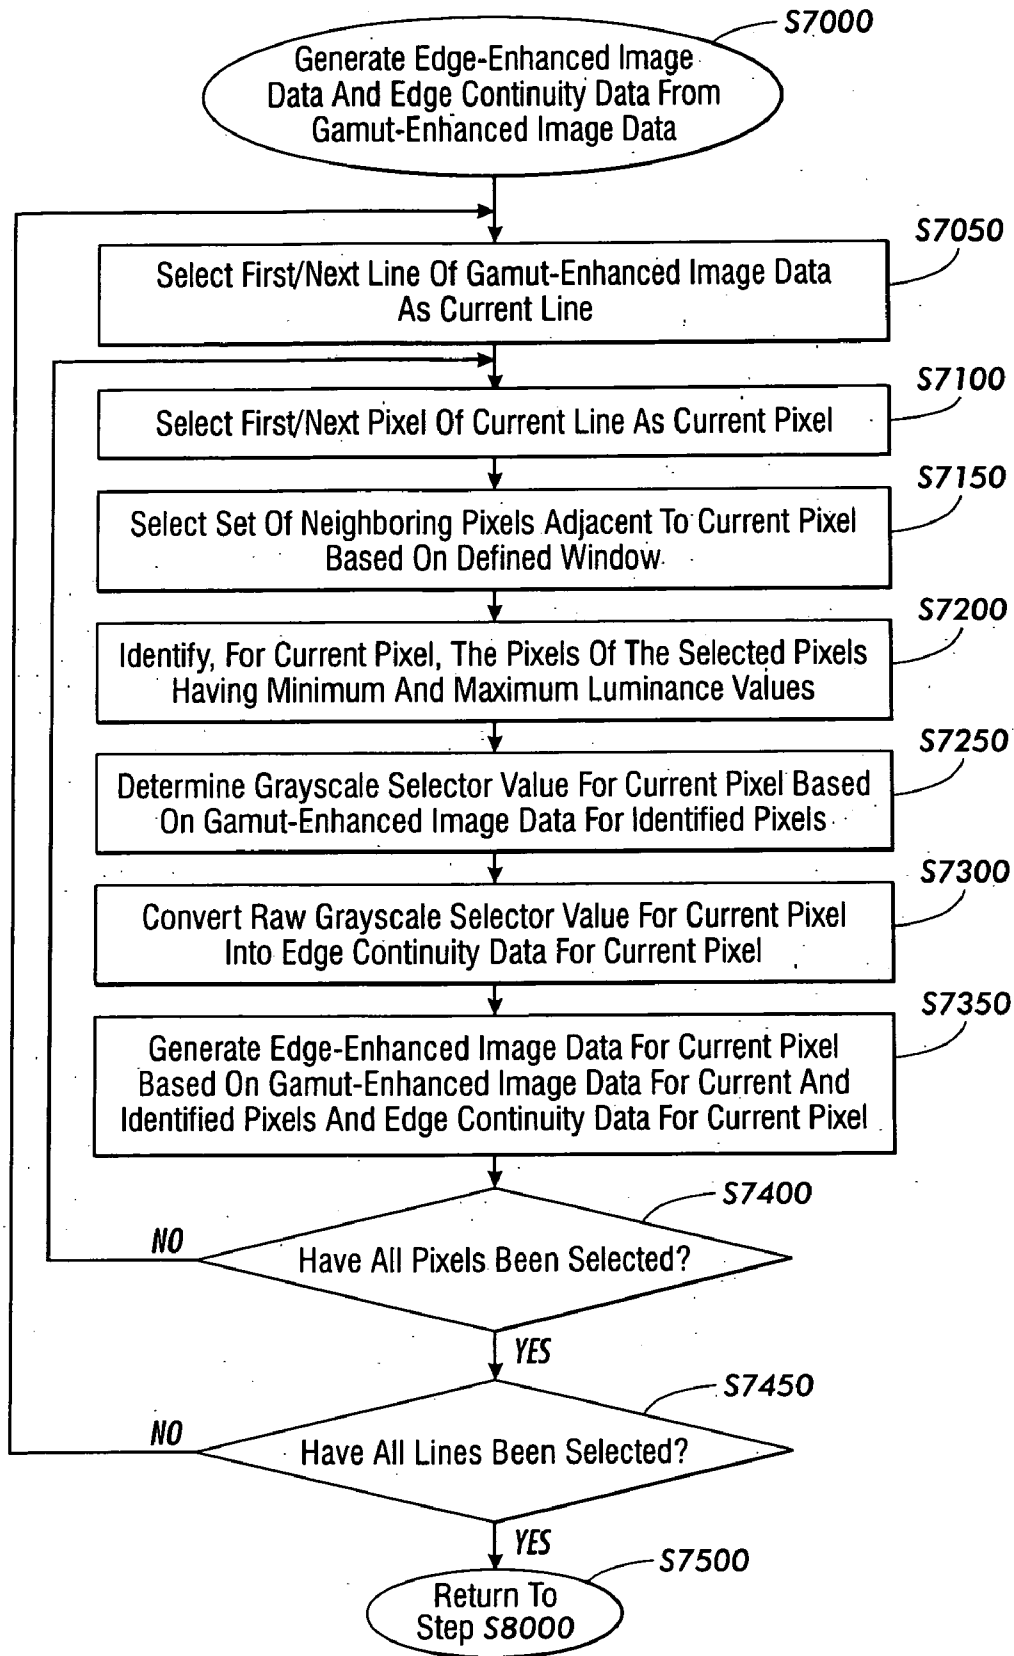 S7000
Generate Edge-Enhanced Image
Data And Edge Continuity Data From
Gamut-Enhanced Image Data
S7050
Select First/Next Line Of Gamut-Enhanced Image Data
As Current Line
S7100
Select First/Next Pixel Of Current Line As Current Pixel
S7150
Select Set Of Neighboring Pixels Adjacent To Current Pixel
Based On Defined Window
S7200
Identify, For Current Pixel, The Pixels Of The Selected Pixels
Having Minimum And Maximum Luminance Values
S7250
Determine Grayscale Selector Value For Current Pixel Based
On Gamut-Enhanced Image Data For Identified Pixels
S7300
Convert Raw Grayscale Selector Value For Current Pixel
Into Edge Continuity Data For Current Pixel
S7350
Generate Edge-Enhanced Image Data For Current Pixel
Based On Gamut-Enhanced Image Data For Current And
Identified Pixels And Edge Continuity Data For Current Pixel
S7400
NO
Have All Pixels Been Selected?
YES
S7450
NO
Have All Lines Been Selected?
YES
S7500
Return To
Step S8000